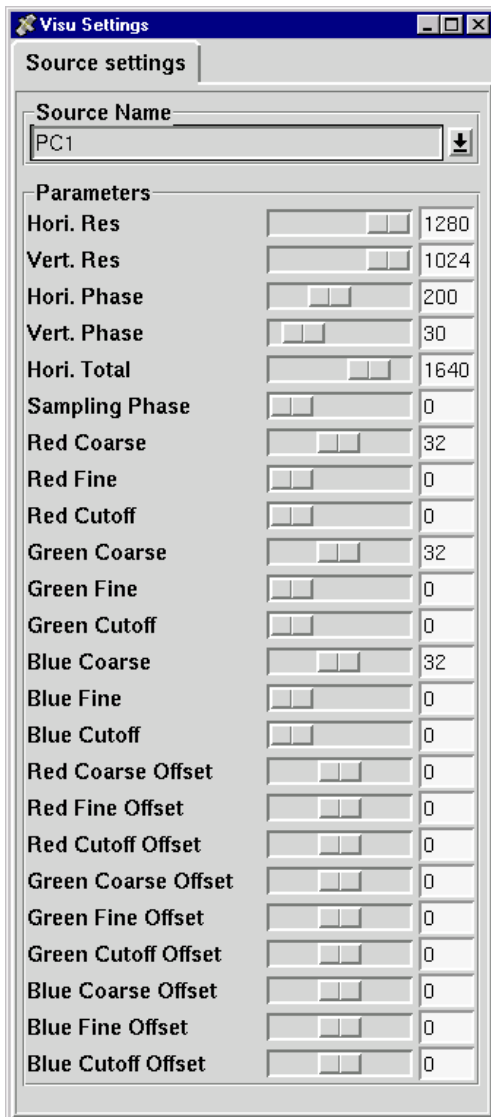 Visu Settings
Source settings
Source Name
PC1
Parameters
Hori. Res 1280
Vert. Res 1024
Hori. Phase 200
Vert. Phase 30
Hori. Total 1640
Sampling Phase 0
Red Coarse 32
Red Fine 0
Red Cutoff 0
Green Coarse 32
Green Fine 0
Green Cutoff 0
Blue Coarse 32
Blue Fine 0
Blue Cutoff 0
Red Coarse Offset 0
Red Fine Offset 0
Red Cutoff Offset 0
Green Coarse Offset 0
Green Fine Offset 0
Green Cutoff Offset 0
Blue Coarse Offset 0
Blue Fine Offset 0
Blue Cutoff Offset 0